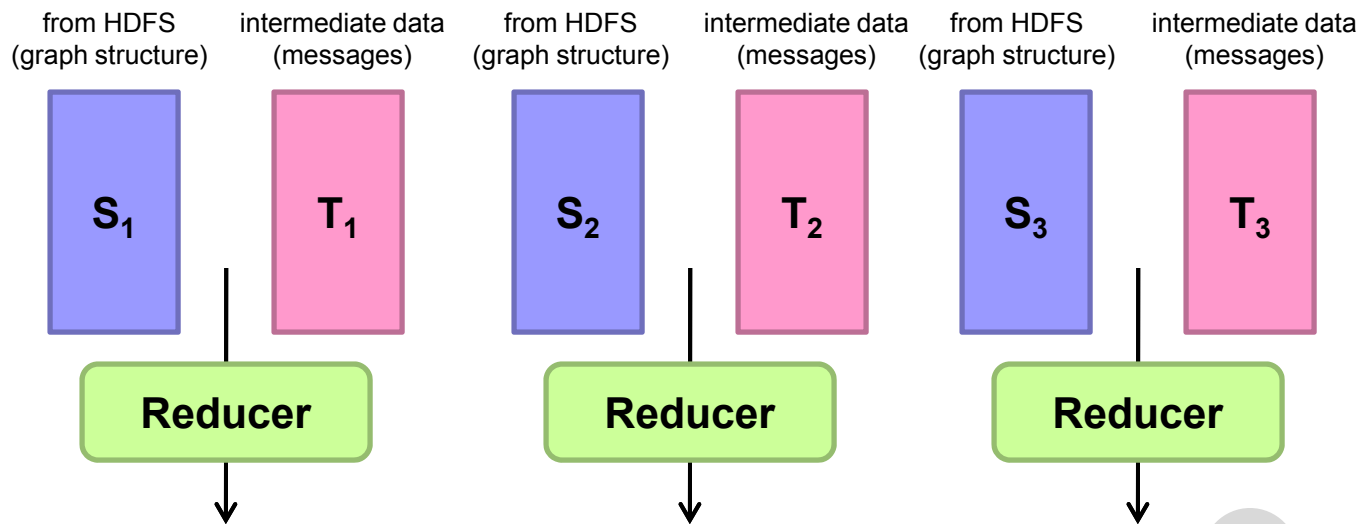 from HDFS
(graph structure)
intermediate data
(messages)
from HDFS
(graph structure)
intermediate data
(messages)
from HDFS
(graph structure)
intermediate data
(messages)
S₁
T₁
S₂
T₂
S₃
T₃
Reducer
Reducer
Reducer